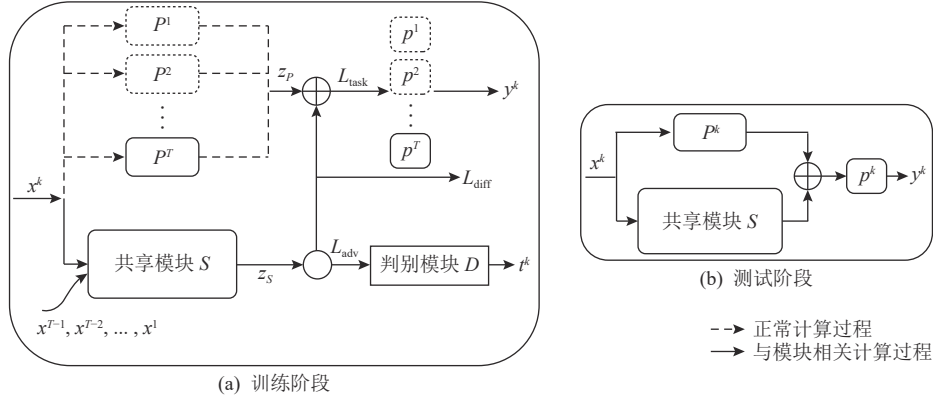 P¹
P²
⋮
Pᵀ
xᵏ
z_P
L_task
p¹
p²
⋮
pᵀ
yᵏ
L_diff
共享模块 S
z_S
L_adv
判别模块 D
tᵏ
xᵀ⁻¹, xᵀ⁻², ... , x¹
(a) 训练阶段
xᵏ
Pᵏ
共享模块 S
pᵏ
yᵏ
(b) 测试阶段
正常计算过程
与模块相关计算过程